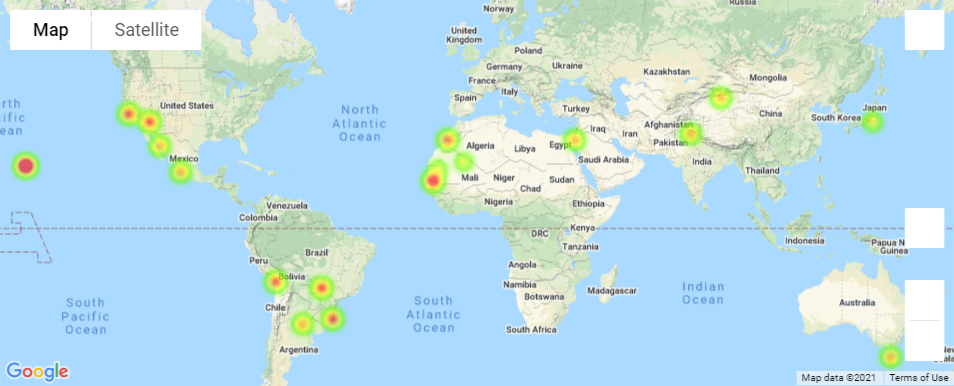 Map
Satellite
Russia
Norway
United
Kingdom
Poland
Germany
Ukraine
Kazakhstan
Mongolia
France
Italy
Spain
Turkey
United States
North
Atlantic
Ocean
orth
cific
ean
Japan
South Korea
China
Afghanistan
Iraq
Iran
Pakistan
Algeria
Libya
Egypt
Saudi Arabia
India
Mexico
Mali
Niger
Chad
Sudan
Thailand
Nigeria
Ethiopia
Venezuela
Colombia
DRC
Kenya
Tanzania
Indonesia
Papua N
Guinea
Peru
Brazil
Bolivia
Angola
Namibia
Botswana
Madagascar
Indian
Ocean
Australia
South
Pacific
Ocean
Chile
South
Atlantic
Ocean
South Africa
Argentina
New
Zeala
Google
Map data ©2021
Terms of Use